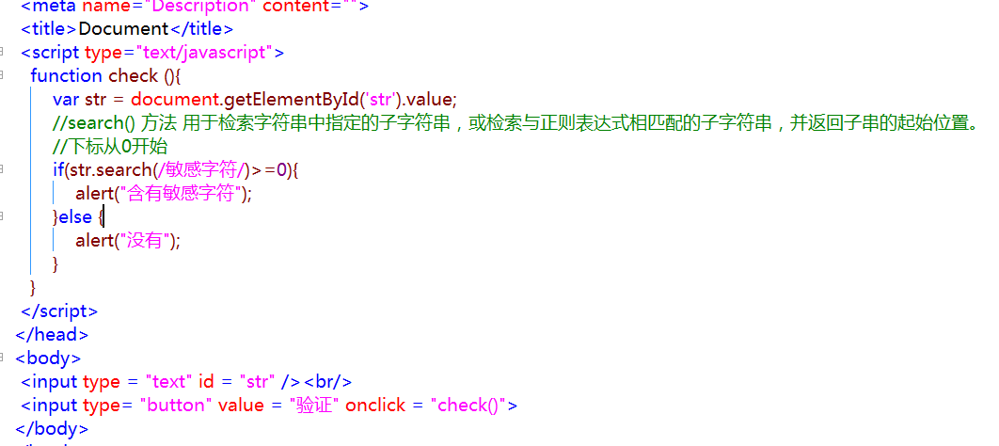 <meta name="Description" content="">
<title>Document</title>
<script type="text/javascript">
function check (){
var str = document.getElementById('str').value;
//search() 方法 用于检索字符串中指定的子字符串，或检索与正则表达式相匹配的子字符串，并返回子串的起始位置。
//下标从0开始
if(str.search(/敏感字符/)>=0){
alert("含有敏感字符");
}else {
alert("没有");
}
}
</script>
</head>
<body>
<input type = "text" id = "str" /><br/>
<input type= "button" value = "验证" onclick = "check()">
</body>